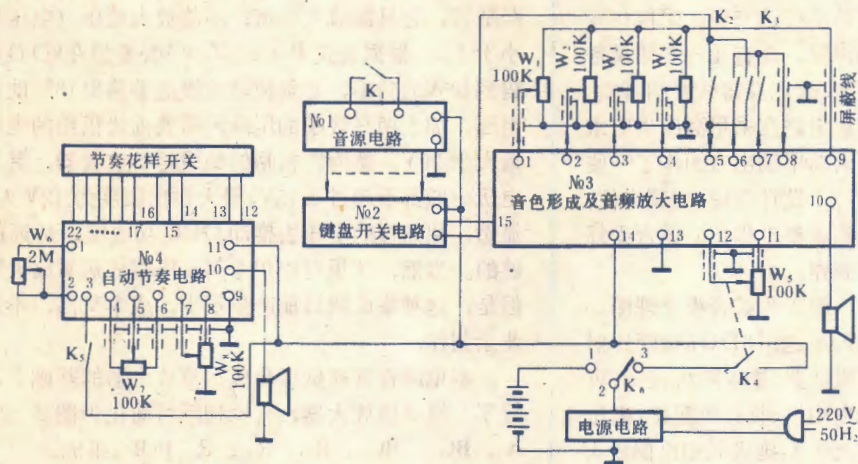 W₁
100K
W₂
100K
W₃
100K
W₄
100K
K₂
K₃
屏蔽线
№1
K₁
音源电路
№2
键盘开关电路
1
2
3
4
5
6
7
8
9
№3
音色形成及音频放大电路
10
15
14
13
12
11
W₅
100K
节奏花样开关
22
17
16
15
14
13
12
W₆
2M
1
2
3
№4
自动节奏电路
11
10
9
4
5
6
7
8
K₅
W₇
100K
W₈
100K
1
3
2
K₆
K₄
电源电路
220V
50Hz